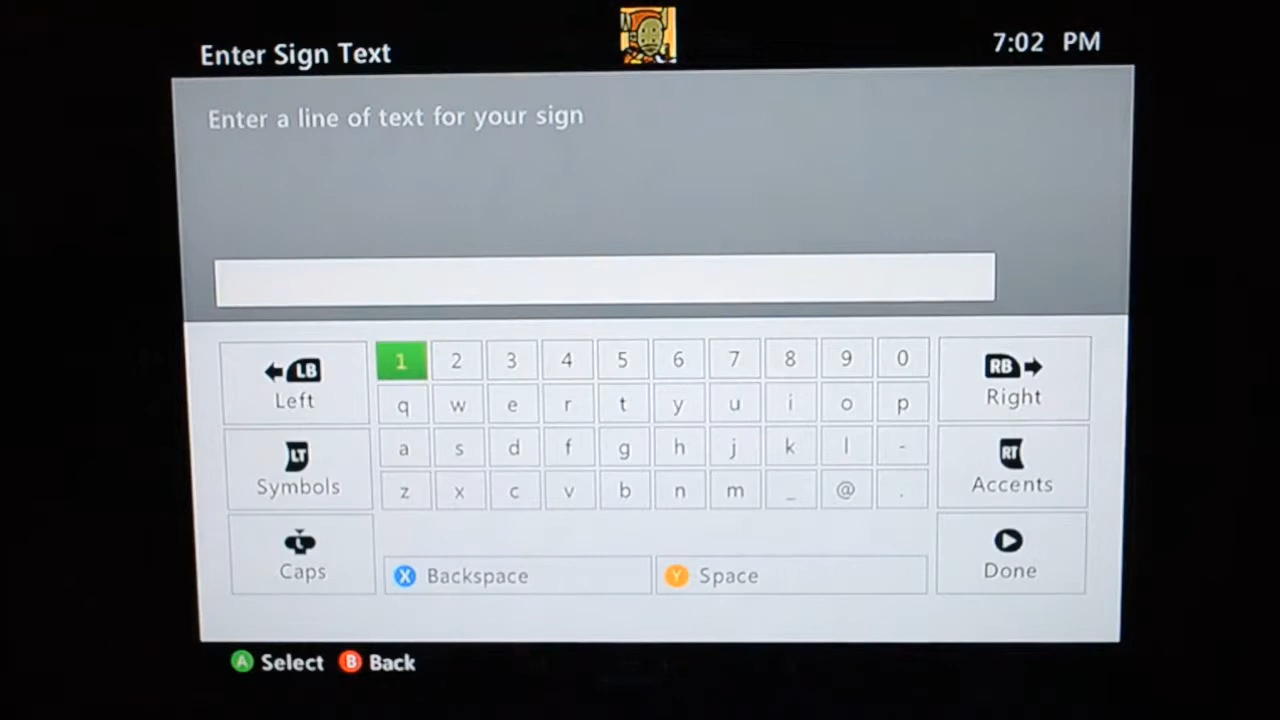 Enter Sign Text
7:02 PM
Enter a line of text for your sign
LB 1 2 3 4 5 6 7 8 9 0 RB
Left q w e r t y u i o p Right
LT a s d f g h j k l - RT
Symbols z x c v b n m _ @ . Accents
L
Caps X Backspace Y Space Done
A Select B Back